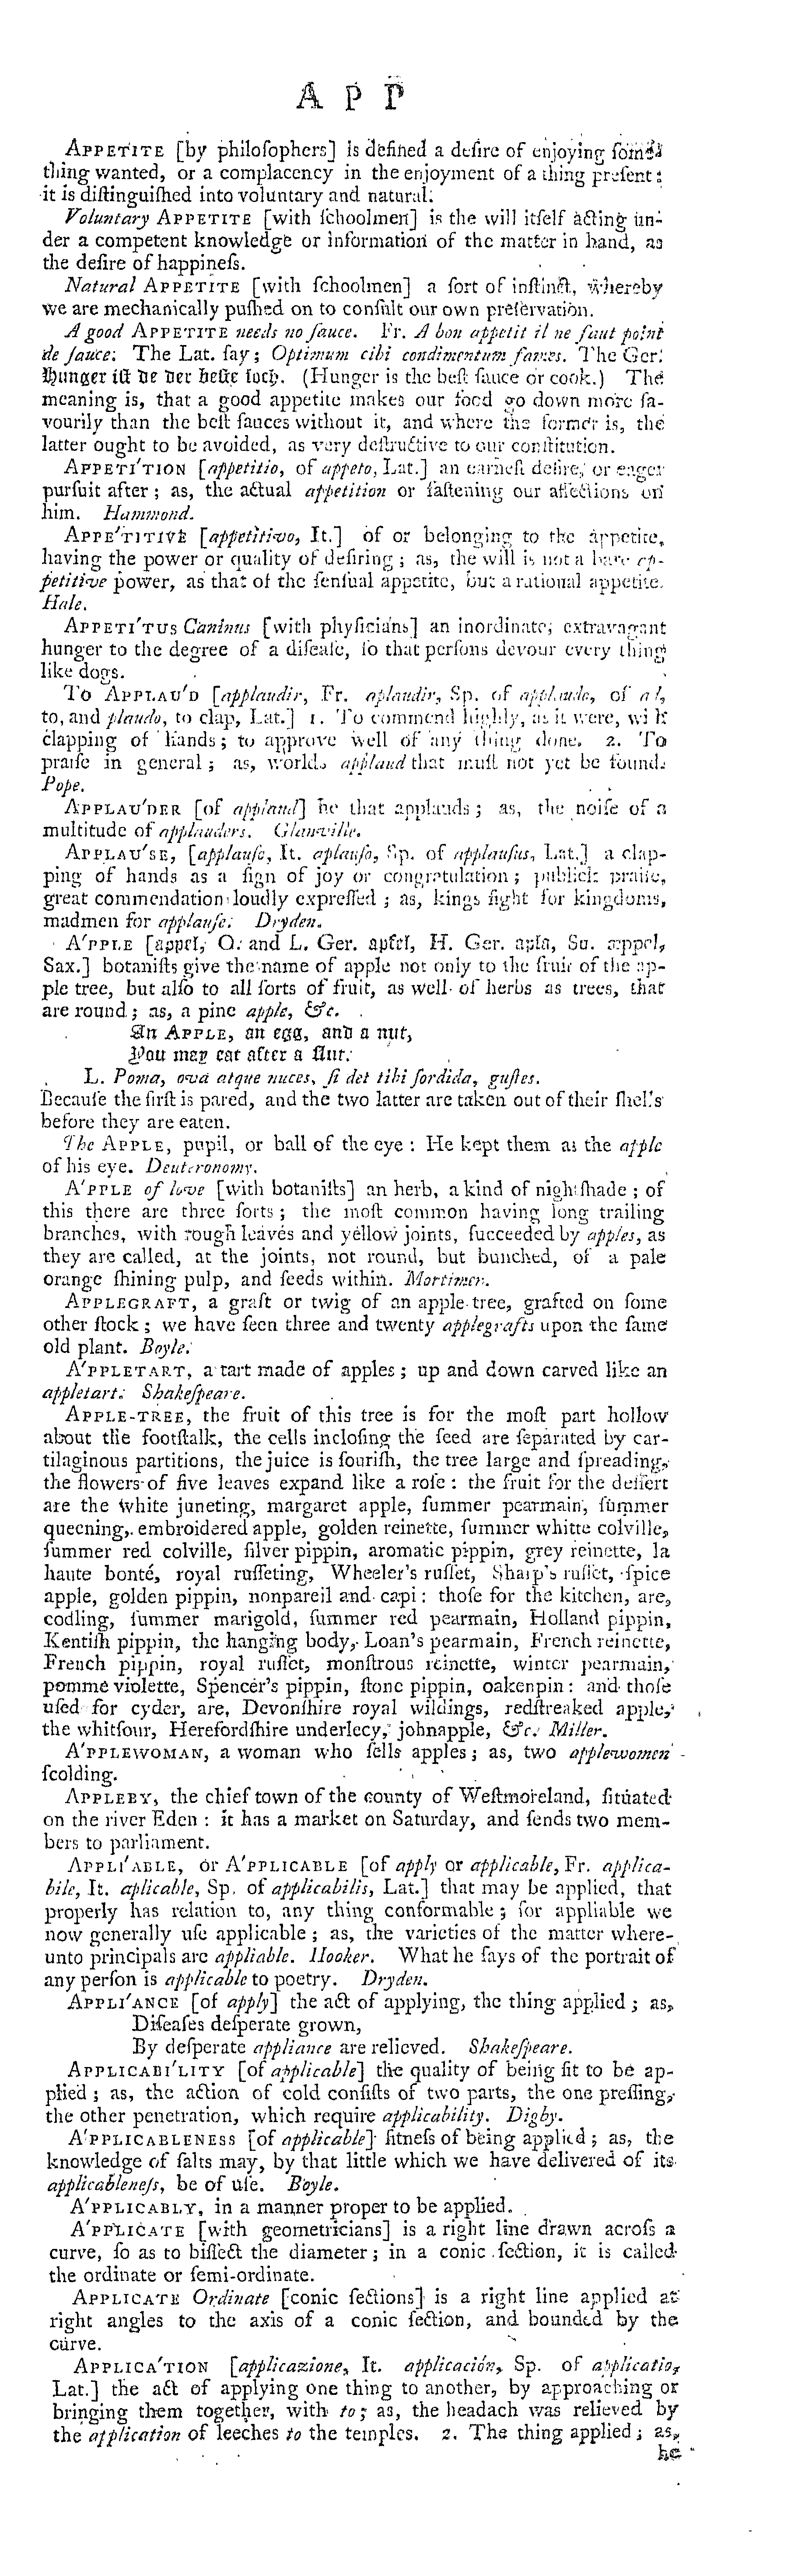 A P P
APPETITE [by philoſophers] is defined a deſire of enjoying ſome-
thing wanted, or a complacency in the enjoyment of a thing preſent:
it is diſtinguiſhed into voluntary and natural.
Voluntary APPETITE [with ſchoolmen] is the will itſelf acting un-
der a competent knowledge or information of the matter in hand, as
the deſire of happineſs.
Natural APPETITE [with ſchoolmen] a ſort of inſtinct, whereby
we are mechanically puſhed on to conſult our own preſervation.
A good APPETITE needs no ſauce. Fr. A bon appetit il ne faut point
de ſauce. The Lat. ſay; Optimum cibi condimentum fames. The Ger.
Hunger iſt de der beſte koch. (Hunger is the beſt ſauce or cook.) The
meaning is, that a good appetite makes our food go down more ſa-
vourily than the beſt ſauces without it, and where the former is, the
latter ought to be avoided, as very deſtructive to our conſtitution.
APPETI'TION [appetitio, of appeto, Lat.] an earneſt deſire, or eager
purſuit after; as, the actual appetition or faſtening our affections on
him. Hammond.
APPE'TITIVE [appetitivo, It.] of or belonging to the appetite,
having the power or quality of deſiring; as, the will is not a bare ap-
petitive power, as that of the ſenſual appetite, but a rational appetite.
Hale.
APPETI'TUS Caninus [with phyſicians] an inordinate, extravagant
hunger to the degree of a diſeaſe, ſo that perſons devour every thing
like dogs.
To APPLAU'D [applaudir, Fr. aplaudir, Sp. of applaudo, of ad,
to, and plaudo, to clap, Lat.] 1. To commend highly, as it were, with
clapping of hands; to approve well of any thing done. 2. To
praiſe in general; as, worlds applaud that muſt not yet be found.
Pope.
APPLAU'DER [of applaud] he that applauds; as, the noiſe of a
multitude of applauders. Glanville.
APPLAU'SE, [applauſo, It. aplauſo, Sp. of applauſus, Lat.] a clap-
ping of hands as a ſign of joy or congratulation; publick praiſe,
great commendation loudly expreſſed; as, kings fight for kingdoms,
madmen for applauſe. Dryden.
A'PPLE [appel, O. and L. Ger. apfel, H. Ger. apla, Su. æppel,
Sax.] botaniſts give the name of apple not only to the fruit of the ap-
ple tree, but alſo to all ſorts of fruit, as well of herbs as trees, that
are round; as, a pine apple, &c.
An APPLE, an egg, and a nut,
You may eat after a ſlut.
L. Poma, ova atque nuces, ſi det tibi ſordida, guſtes.
Becauſe the firſt is pared, and the two latter are taken out of their ſhells
before they are eaten.
The APPLE, pupil, or ball of the eye: He kept them as the apple
of his eye. Deuteronomy.
A'PPLE of love [with botaniſts] an herb, a kind of nightſhade; of
this there are three ſorts; the moſt common having long trailing
branches, with rough leaves and yellow joints, ſucceeded by apples, as
they are called, at the joints, not round, but bunched, of a pale
orange ſhining pulp, and ſeeds within. Mortimer.
APPLEGRAFT, a graft or twig of an apple-tree, grafted on ſome
other ſtock; we have ſeen three and twenty applegrafts upon the ſame
old plant. Boyle.
A'PPLETART, a tart made of apples; up and down carved like an
appletart. Shakeſpeare.
APPLE-TREE, the fruit of this tree is for the moſt part hollow
about the footſtalk, the cells incloſing the ſeed are ſeparated by car-
tilaginous partitions, the juice is ſouriſh, the tree large and ſpreading,
the flowers of five leaves expand like a roſe: the fruit for the deſſert
are the white juneting, margaret apple, ſummer pearmain, ſummer
queening, embroidered apple, golden reinette, ſummer whitte colville,
ſummer red colville, ſilver pippin, aromatic pippin, grey reinette, la
haute bonté, royal ruſſeting, Wheeler's ruſſet, Sharp's ruſſet, ſpice
apple, golden pippin, nonpareil and capi: thoſe for the kitchen, are,
codling, ſummer marigold, ſummer red pearmain, Holland pippin,
Kentiſh pippin, the hanging body, Loan's pearmain, French reinette,
French pippin, royal ruſſet, monſtrous reinette, winter pearmain,
pomme violette, Spencer's pippin, ſtone pippin, oakenpin: and thoſe
uſed for cyder, are, Devonſhire royal wildings, redſtreaked apple,
the whitſour, Herefordſhire underlecy, johnapple, &c. Miller.
A'PPLEWOMAN, a woman who ſells apples; as, two applewomen
ſcolding.
APPLEBY, the chief town of the county of Weſtmoreland, ſituated
on the river Eden: it has a market on Saturday, and ſends two mem-
bers to parliament.
APPLI'ABLE, or A'PPLICABLE [of apply or applicable, Fr. applica-
bile, It. aplicable, Sp. of applicabilis, Lat.] that may be applied, that
properly has relation to, any thing conformable; for appliable we
now generally uſe applicable; as, the varieties of the matter where-
unto principals are appliable. Hooker. What he ſays of the portrait of
any perſon is applicable to poetry. Dryden.
APPLI'ANCE [of apply] the act of applying, the thing applied; as,
Diſeaſes deſperate grown,
By deſperate appliance are relieved. Shakeſpeare.
APPLICABI'LITY [of applicable] the quality of being fit to be ap-
plied; as, the action of cold conſiſts of two parts, the one preſſing,
the other penetration, which require applicability. Digby.
A'PPLICABLENESS [of applicable] fitneſs of being applied; as, the
knowledge of ſalts may, by that little which we have delivered of its
applicableneſs, be of uſe. Boyle.
A'PPLICABLY, in a manner proper to be applied.
A'PPLICATE [with geometricians] is a right line drawn acroſs a
curve, ſo as to biſſect the diameter; in a conic ſection, it is called
the ordinate or ſemi-ordinate.
APPLICATE Ordinate [conic ſections] is a right line applied at
right angles to the axis of a conic ſection, and bounded by the
curve.
APPLICA'TION [applicazione, It. applicación, Sp. of applicatio,
Lat.] the act of applying one thing to another, by approaching or
bringing them together, with to; as, the headach was relieved by
the application of leeches to the temples. 2. The thing applied; as,
he